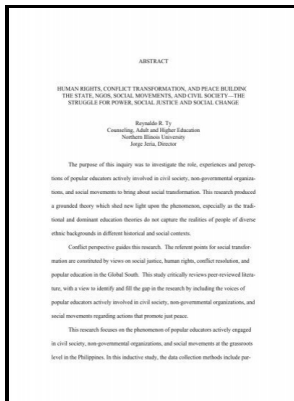 ABSTRACT
HUMAN RIGHTS, CONFLICT TRANSFORMATION, AND PEACE BUILDING
THE STATE, NGOS, SOCIAL MOVEMENTS, AND CIVIL SOCIETY—THE
STRUGGLE FOR POWER, SOCIAL JUSTICE AND SOCIAL CHANGE
Reynaldo R. Ty
Counseling, Adult and Higher Education
Northern Illinois University
Jorge Jeria, Director
The purpose of this inquiry was to investigate the role, experiences and percep-
tions of popular educators actively involved in civil society, non-governmental organiza-
tions, and social movements to bring about social transformation. This research produced
a grounded theory which shed new light upon the phenomenon, especially as the tradi-
tional and dominant education theories do not capture the realities of people of diverse
ethnic backgrounds in different historical and social contexts.
Conflict perspective guides this research. The referent points for social transfor-
mation are constituted by views on social justice, human rights, conflict resolution, and
popular education in the Global South. This study critically reviews peer-reviewed litera-
ture, with a view to identify and fill the gap in the research by including the voices of
popular educators actively involved in civil society, non-governmental organizations, and
social movements regarding actions that promote just peace.
This research focuses on the phenomenon of popular educators actively engaged
in civil society, non-governmental organizations, and social movements at the grassroots
level in the Philippines. In this inductive study, the data collection methods include par-